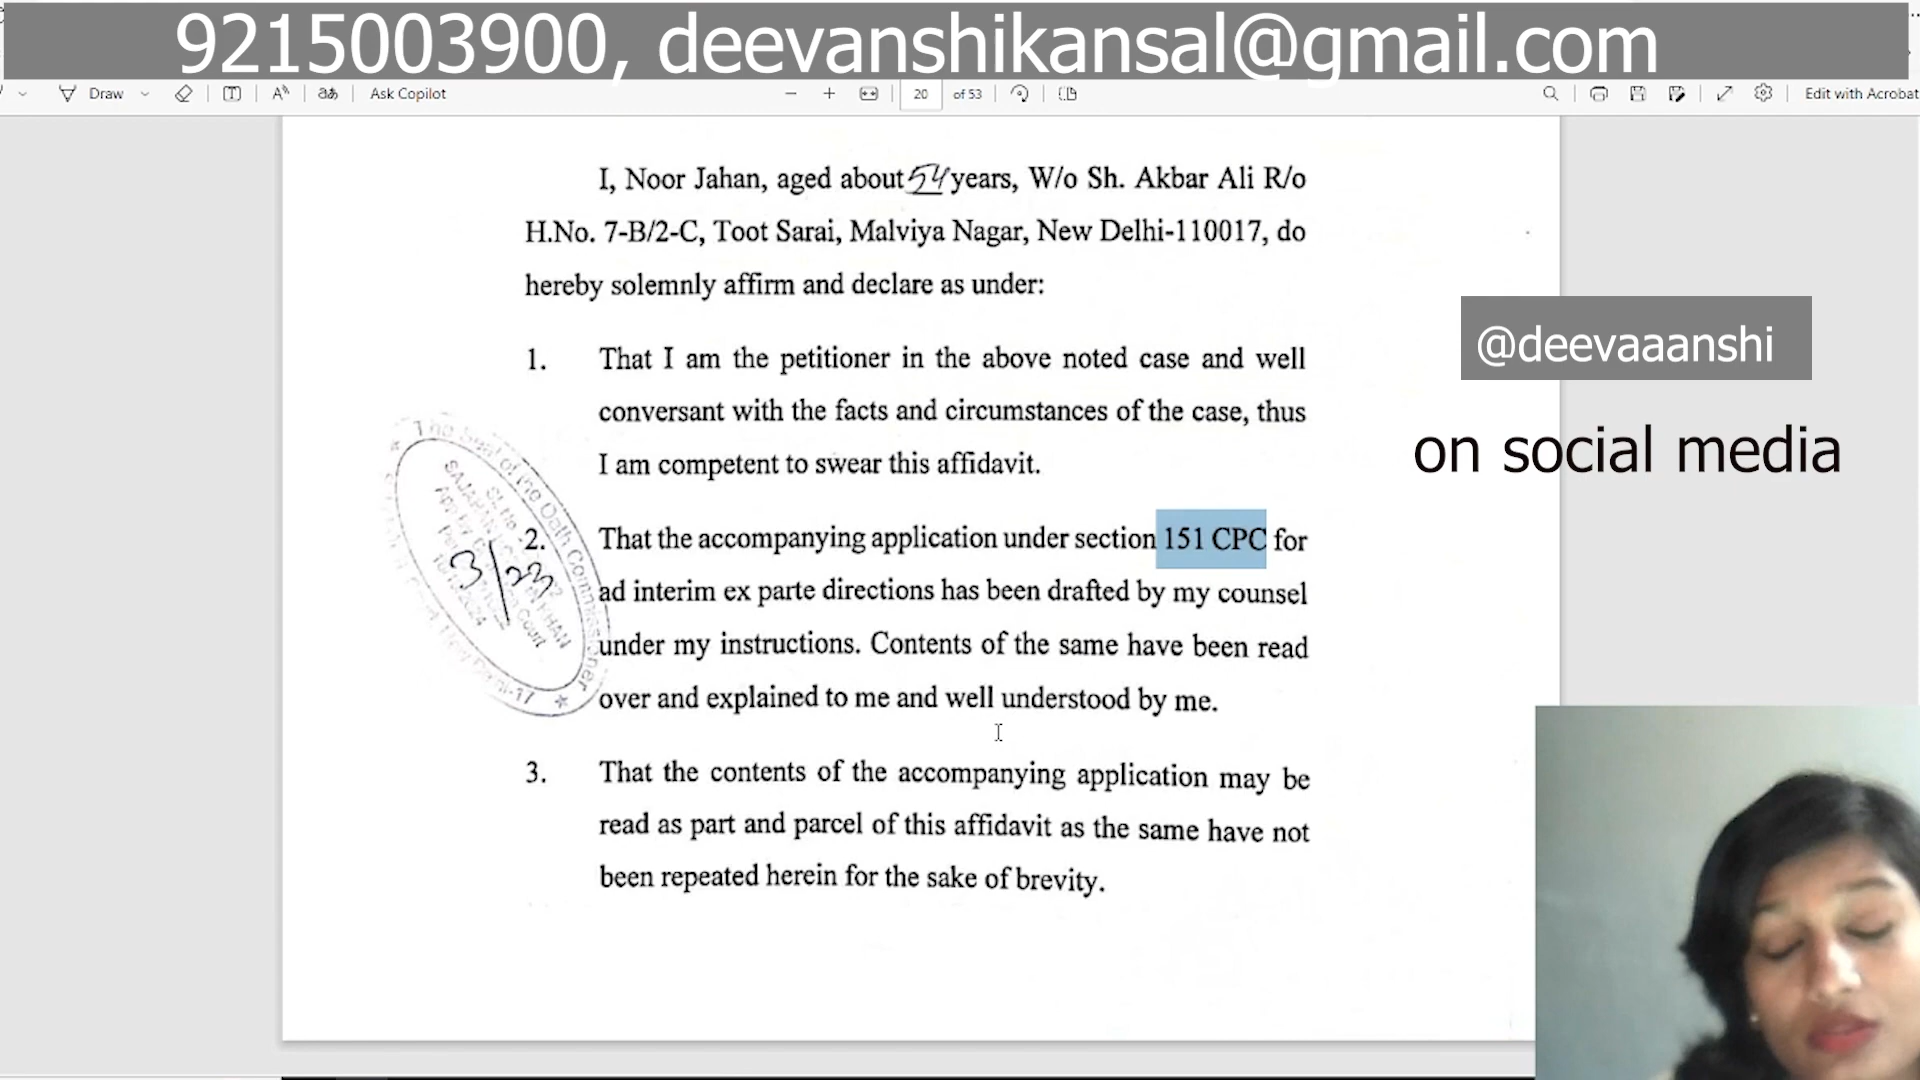 9215003900, deevanshikansal@gmail.com
Draw
Ask Copilot
20 of 53
Edit with Acrobat
I, Noor Jahan, aged about 54 years, W/o Sh. Akbar Ali R/o
H.No. 7-B/2-C, Toot Sarai, Malviya Nagar, New Delhi-110017, do
hereby solemnly affirm and declare as under:
1. That I am the petitioner in the above noted case and well
conversant with the facts and circumstances of the case, thus
I am competent to swear this affidavit.
@deevaaanshi
on social media
The Seal of the Oath Commissioner
2. That the accompanying application under section 151 CPC for
ad interim ex parte directions has been drafted by my counsel
under my instructions. Contents of the same have been read
over and explained to me and well understood by me.
3. That the contents of the accompanying application may be
read as part and parcel of this affidavit as the same have not
been repeated herein for the sake of brevity.